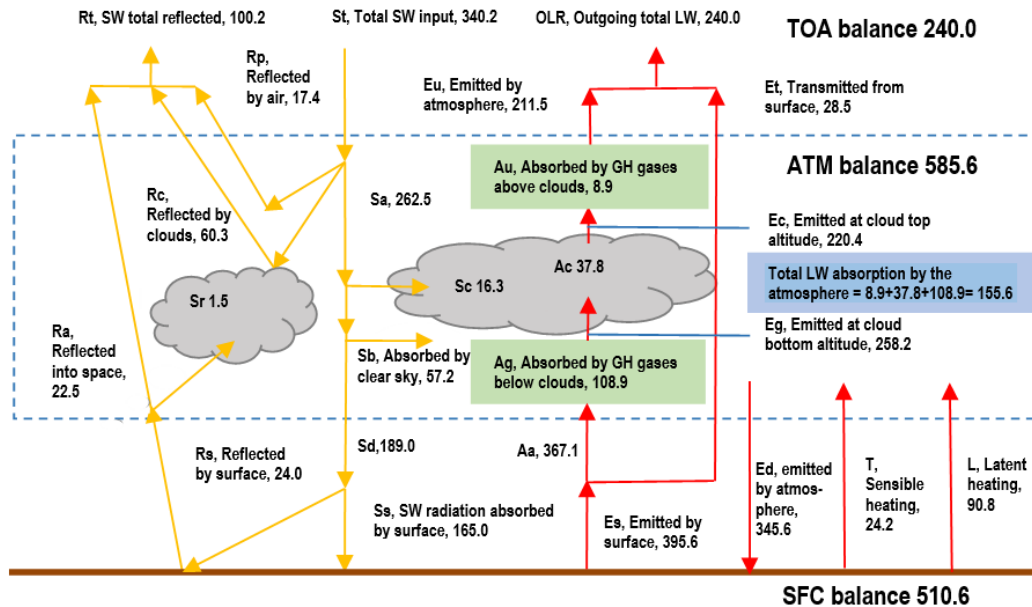 Rt, SW total reflected, 100.2
St, Total SW input, 340.2
OLR, Outgoing total LW, 240.0
TOA balance 240.0
Rp,
Reflected
by air, 17.4
Eu, Emitted by
atmosphere, 211.5
Et, Transmitted from
surface, 28.5
Au, Absorbed by GH gases
above clouds, 8.9
ATM balance 585.6
Rc,
Reflected by
clouds, 60.3
Sa, 262.5
Ec, Emitted at cloud top
altitude, 220.4
Sr 1.5
Sc 16.3
Ac 37.8
Total LW absorption by the
atmosphere = 8.9+37.8+108.9= 155.6
Ra,
Reflected
into space,
22.5
Sb, Absorbed by
clear sky, 57.2
Ag, Absorbed by GH gases
below clouds, 108.9
Eg, Emitted at cloud
bottom altitude, 258.2
Rs, Reflected
by surface, 24.0
Sd,189.0
Aa, 367.1
Ss, SW radiation absorbed
by surface, 165.0
Es, Emitted by
surface, 395.6
Ed, emitted
by atmos-
phere,
345.6
T,
Sensible
heating,
24.2
L, Latent
heating,
90.8
SFC balance 510.6